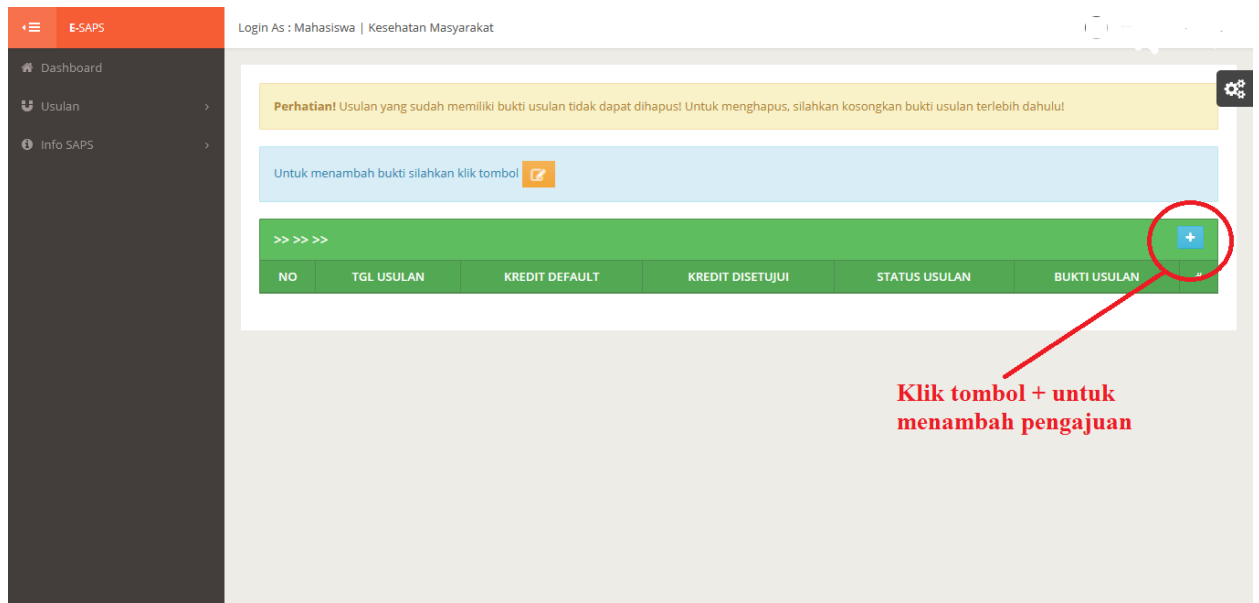 E-SAPS
Login As : Mahasiswa | Kesehatan Masyarakat
Dashboard
Usulan
Info SAPS
Perhatian! Usulan yang sudah memiliki bukti usulan tidak dapat dihapus! Untuk menghapus, silahkan kosongkan bukti usulan terlebih dahulu!
Untuk menambah bukti silahkan klik tombol
>> >> >>
+
NO TGL USULAN KREDIT DEFAULT KREDIT DISETUJUI STATUS USULAN BUKTI USULAN #
Klik tombol + untuk
menambah pengajuan